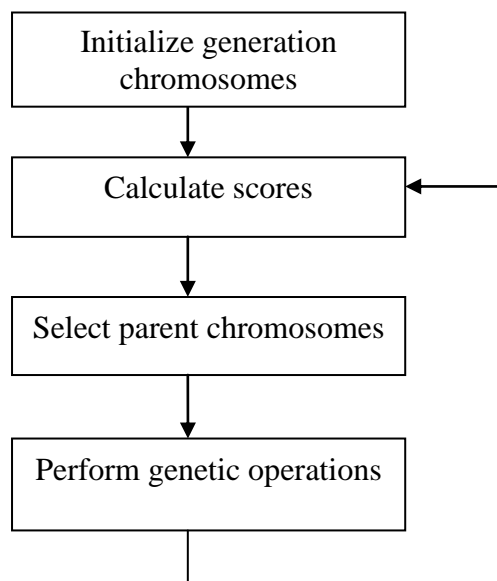 Initialize generation
chromosomes
Calculate scores
Select parent chromosomes
Perform genetic operations